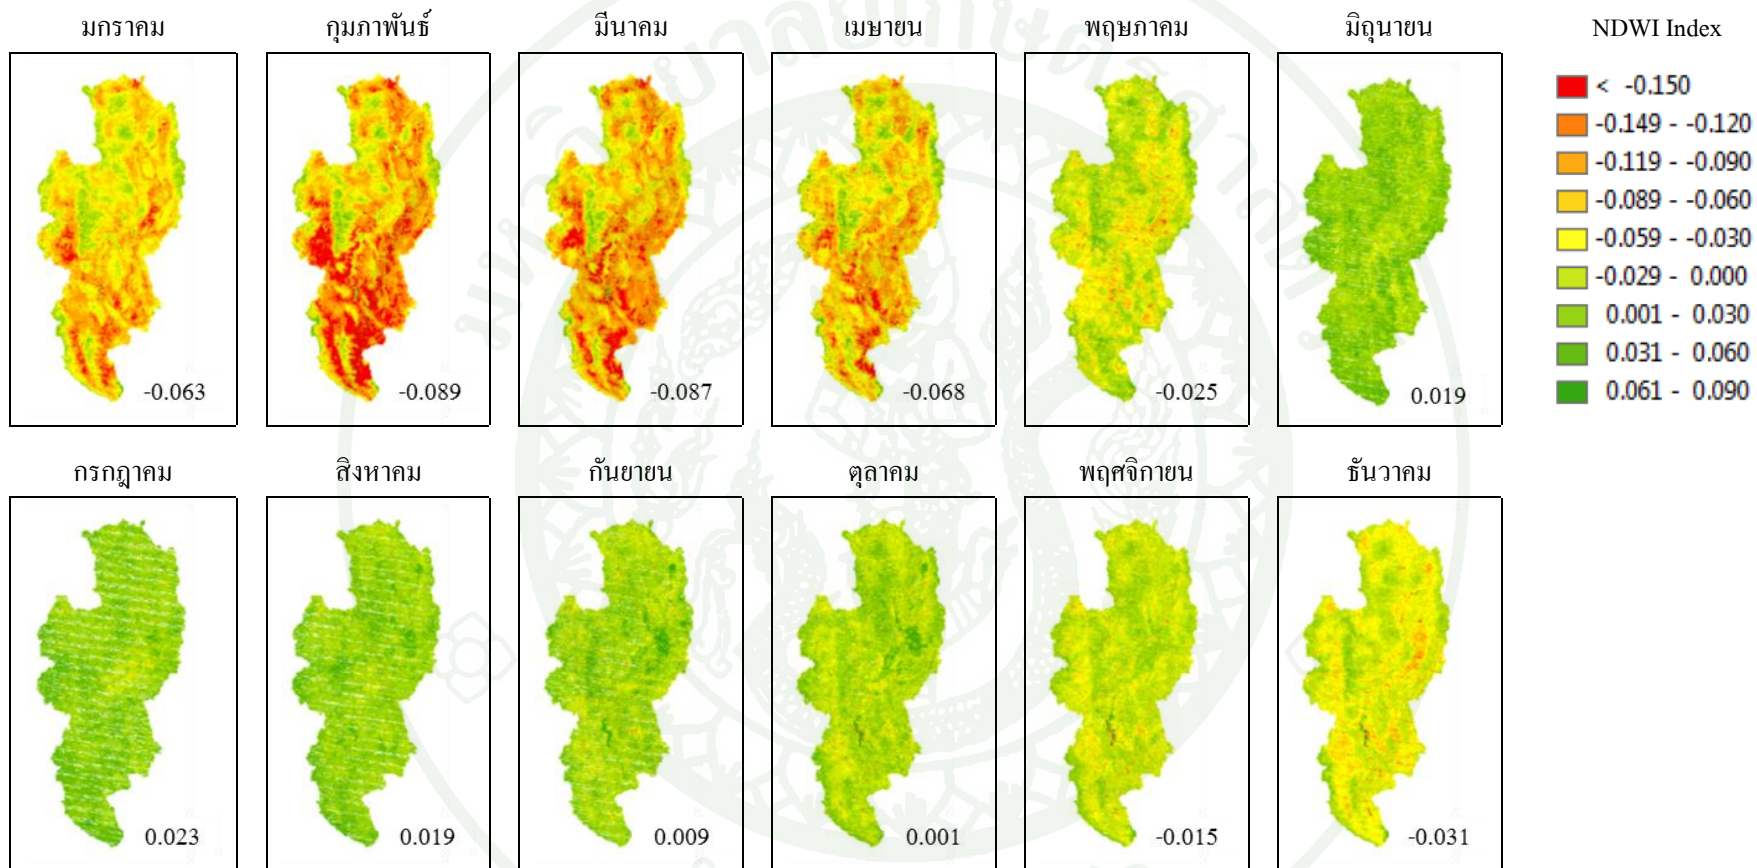 มกราคม กุมภาพันธ์ มีนาคม เมษายน พฤษภาคม มิถุนายน NDWI Index
< -0.150
-0.149 - -0.120
-0.119 - -0.090
-0.089 - -0.060
-0.059 - -0.030
-0.029 - 0.000
0.001 - 0.030
0.031 - 0.060
0.061 - 0.090
-0.063 -0.089 -0.087 -0.068 -0.025 0.019
กรกฎาคม สิงหาคม กันยายน ตุลาคม พฤศจิกายน ธันวาคม
0.023 0.019 0.009 0.001 -0.015 -0.031